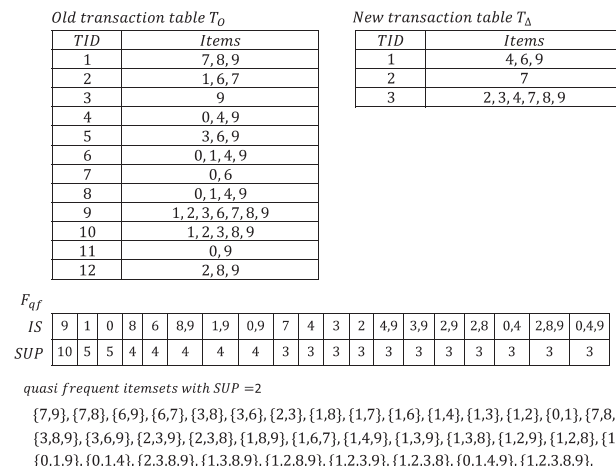 Old transaction table T_O
TID Items
1 7, 8, 9
2 1, 6, 7
3 9
4 0, 4, 9
5 3, 6, 9
6 0, 1, 4, 9
7 0, 6
8 0, 1, 4, 9
9 1, 2, 3, 6, 7, 8, 9
10 1, 2, 3, 8, 9
11 0, 9
12 2, 8, 9
New transaction table T_Δ
TID Items
1 4, 6, 9
2 7
3 2, 3, 4, 7, 8, 9
F_qf
IS 9 1 0 8 6 8,9 1,9 0,9 7 4 3 2 4,9 3,9 2,9 2,8 0,4 2,8,9 0,4,9
SUP 10 5 5 4 4 4 4 4 3 3 3 3 3 3 3 3 3 3 3
quasi frequent itemsets with SUP =2
{7,9}, {7,8}, {6,9}, {6,7}, {3,8}, {3,6}, {2,3}, {1,8}, {1,7}, {1,6}, {1,4}, {1,3}, {1,2}, {0,1}, {7,8,
{3,8,9}, {3,6,9}, {2,3,9}, {2,3,8}, {1,8,9}, {1,6,7}, {1,4,9}, {1,3,9}, {1,3,8}, {1,2,9}, {1,2,8}, {1
{0,1,9}, {0,1,4}, {2,3,8,9}, {1,3,8,9}, {1,2,8,9}, {1,2,3,9}, {1,2,3,8}, {0,1,4,9}, {1,2,3,8,9},